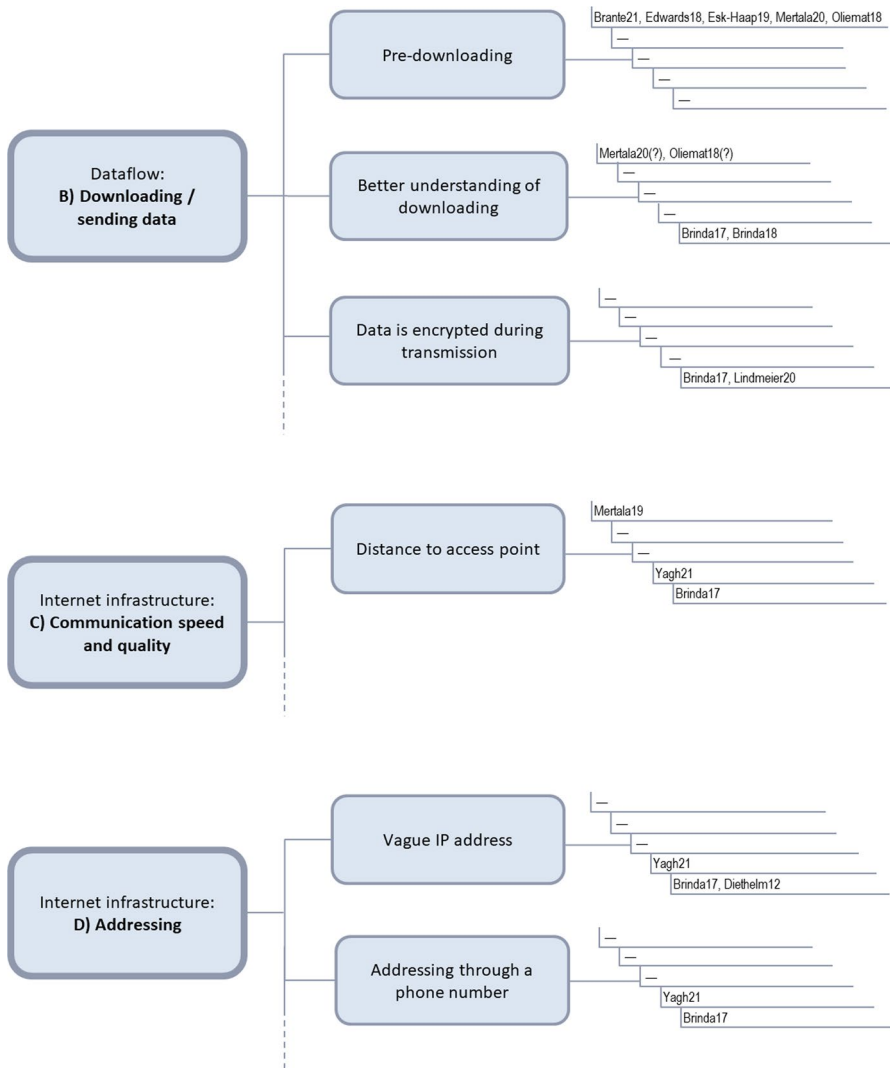 Brante21, Edwards18, Esk-Haap19, Mertala20, Oliemat18
—
—
—
—
Pre-downloading
Dataflow:
B) Downloading /
sending data
Mertala20(?), Oliemat18(?)
—
—
—
Brinda17, Brinda18
Better understanding of
downloading
—
—
—
—
Brinda17, Lindmeier20
Data is encrypted during
transmission
Mertala19
—
—
Yagh21
Brinda17
Distance to access point
Internet infrastructure:
C) Communication speed
and quality
—
—
—
Yagh21
Brinda17, Diethelm12
Vague IP address
Internet infrastructure:
D) Addressing
—
—
—
Yagh21
Brinda17
Addressing through a
phone number